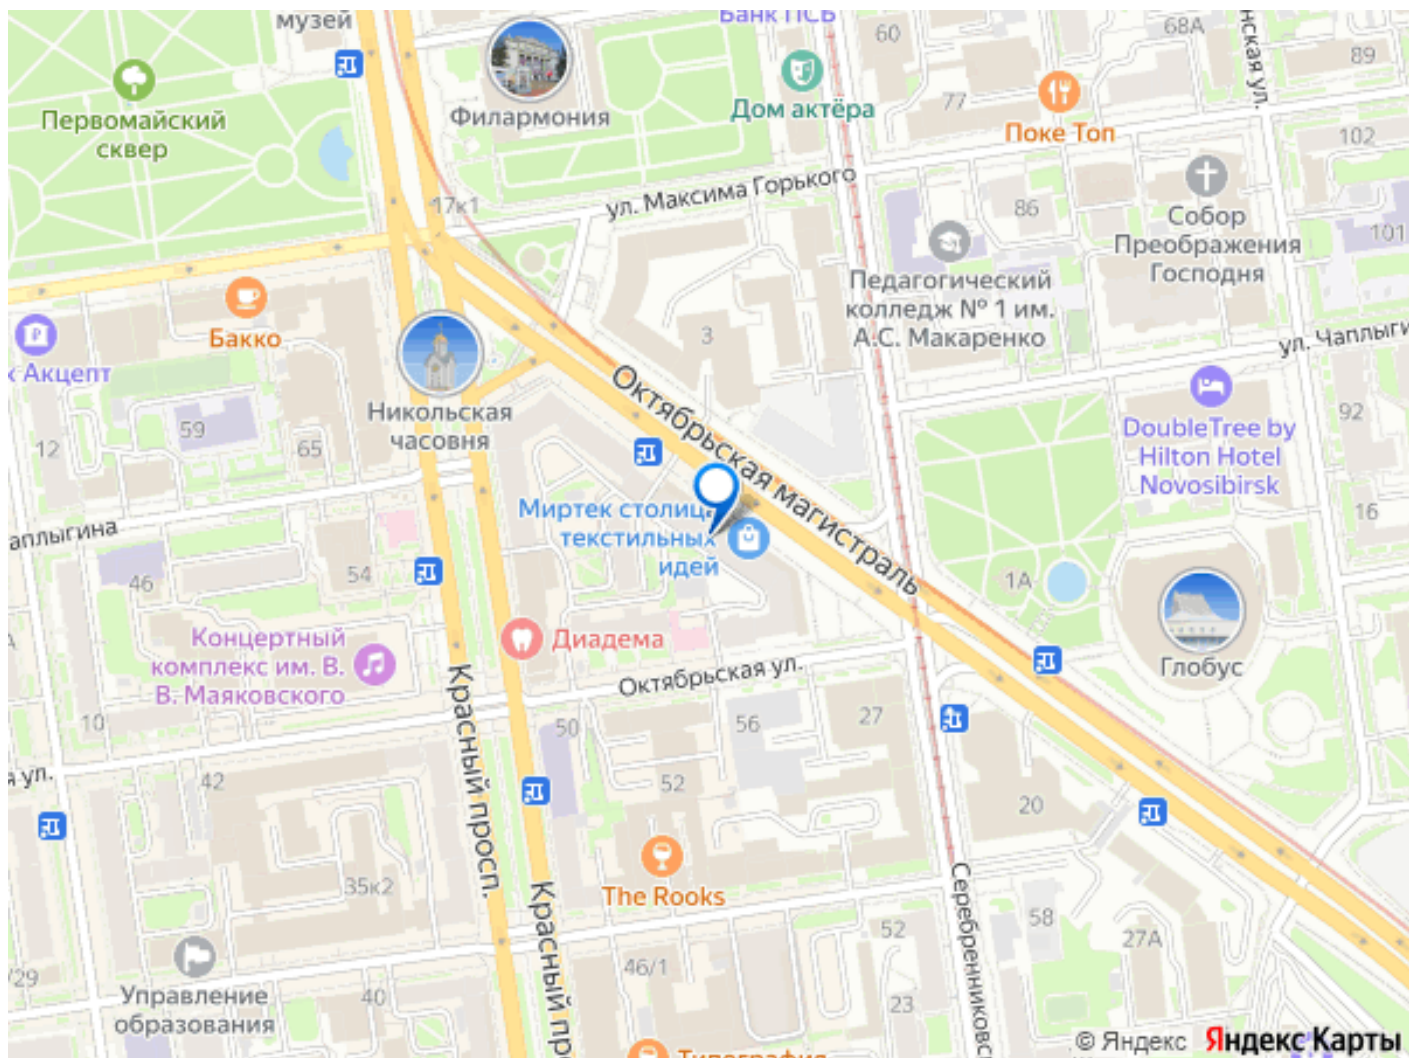 музей
Банк ПСБ
60
68А
89
Первомайский
сквер
Филармония
Дом актёра
77
Поке Топ
102
17к1
ул. Максима Горького
86
Собор
Преображения
Господня
101
Педагогический
колледж № 1 им.
А.С. Макаренко
Бакко
3
ул. Чаплыги
к Акцепт
Никольская
часовня
59
65
12
Октябрьская магистраль
92
DoubleTree by
Hilton Hotel
Novosibirsk
16
аплыгина
Миртек столица
текстильных
идей
46
54
1А
Концертный
комплекс им. В.
В. Маяковского
Диадема
Глобус
Октябрьская ул.
Красный просп.
10
50
56
27
я ул.
42
52
20
35к2
The Rooks
Красный про
Серебренниковс
58
27А
52
/29
46/1
23
40
Управление
образования
Типография
© Яндекс Яндекс Карты